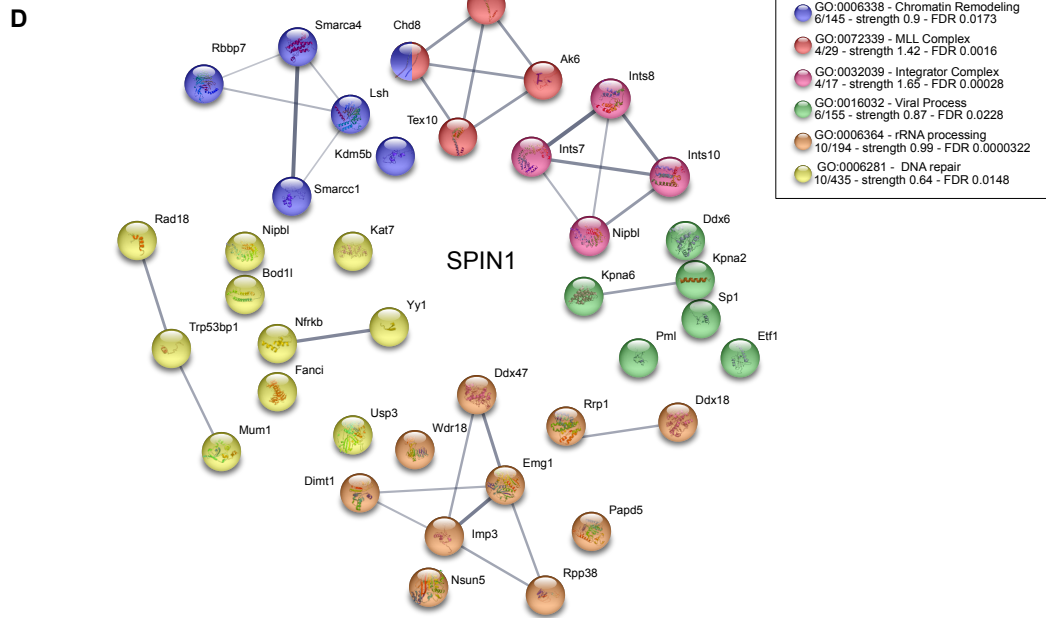 D
GO:0006338 - Chromatin Remodeling
6/145 - strength 0.9 - FDR 0.0173
GO:0072339 - MLL Complex
4/29 - strength 1.42 - FDR 0.0016
GO:0032039 - Integrator Complex
4/17 - strength 1.65 - FDR 0.00028
GO:0016032 - Viral Process
6/155 - strength 0.87 - FDR 0.0228
GO:0006364 - rRNA processing
10/194 - strength 0.99 - FDR 0.0000322
GO:0006281 - DNA repair
10/435 - strength 0.64 - FDR 0.0148
Smarca4
Chd8
Rbbp7
Ak6
Ints8
Lsh
Tex10
Kdm5b
Ints7
Ints10
Smarcc1
Rad18
Nipbl
Kat7
Nipbl
Ddx6
Kpna2
SPIN1
Bod1l
Kpna6
Sp1
Trp53bp1
Nfrkb
Yy1
Pml
Etf1
Fanci
Ddx47
Usp3
Wdr18
Rrp1
Ddx18
Mum1
Emg1
Dimt1
Papd5
Imp3
Nsun5
Rpp38